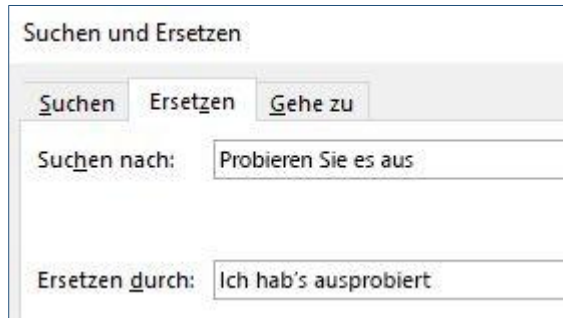 Suchen und Ersetzen
Suchen Ersetzen Gehe zu
Suchen nach: Probieren Sie es aus
Ersetzen durch: Ich hab's ausprobiert